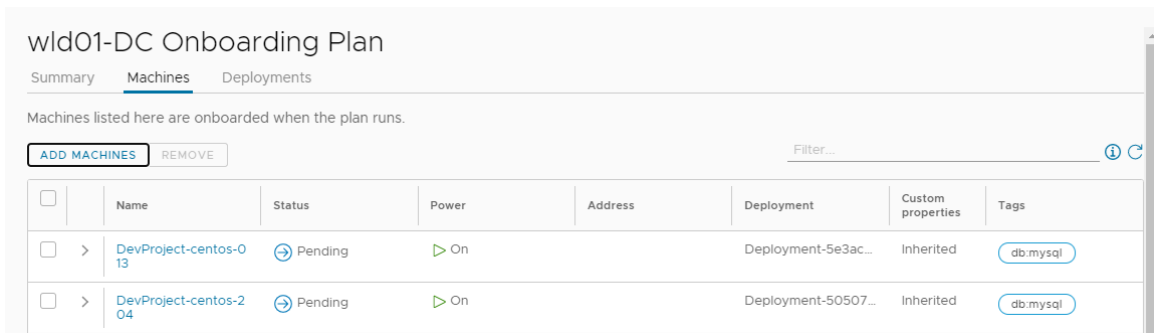 wld01-DC Onboarding Plan
Summary Machines Deployments
Machines listed here are onboarded when the plan runs.
ADD MACHINES REMOVE Filter...
Name Status Power Address Deployment Custom properties Tags
DevProject-centos-0
13 Pending On Deployment-5e3ac... Inherited db:mysql
DevProject-centos-2
04 Pending On Deployment-50507... Inherited db:mysql